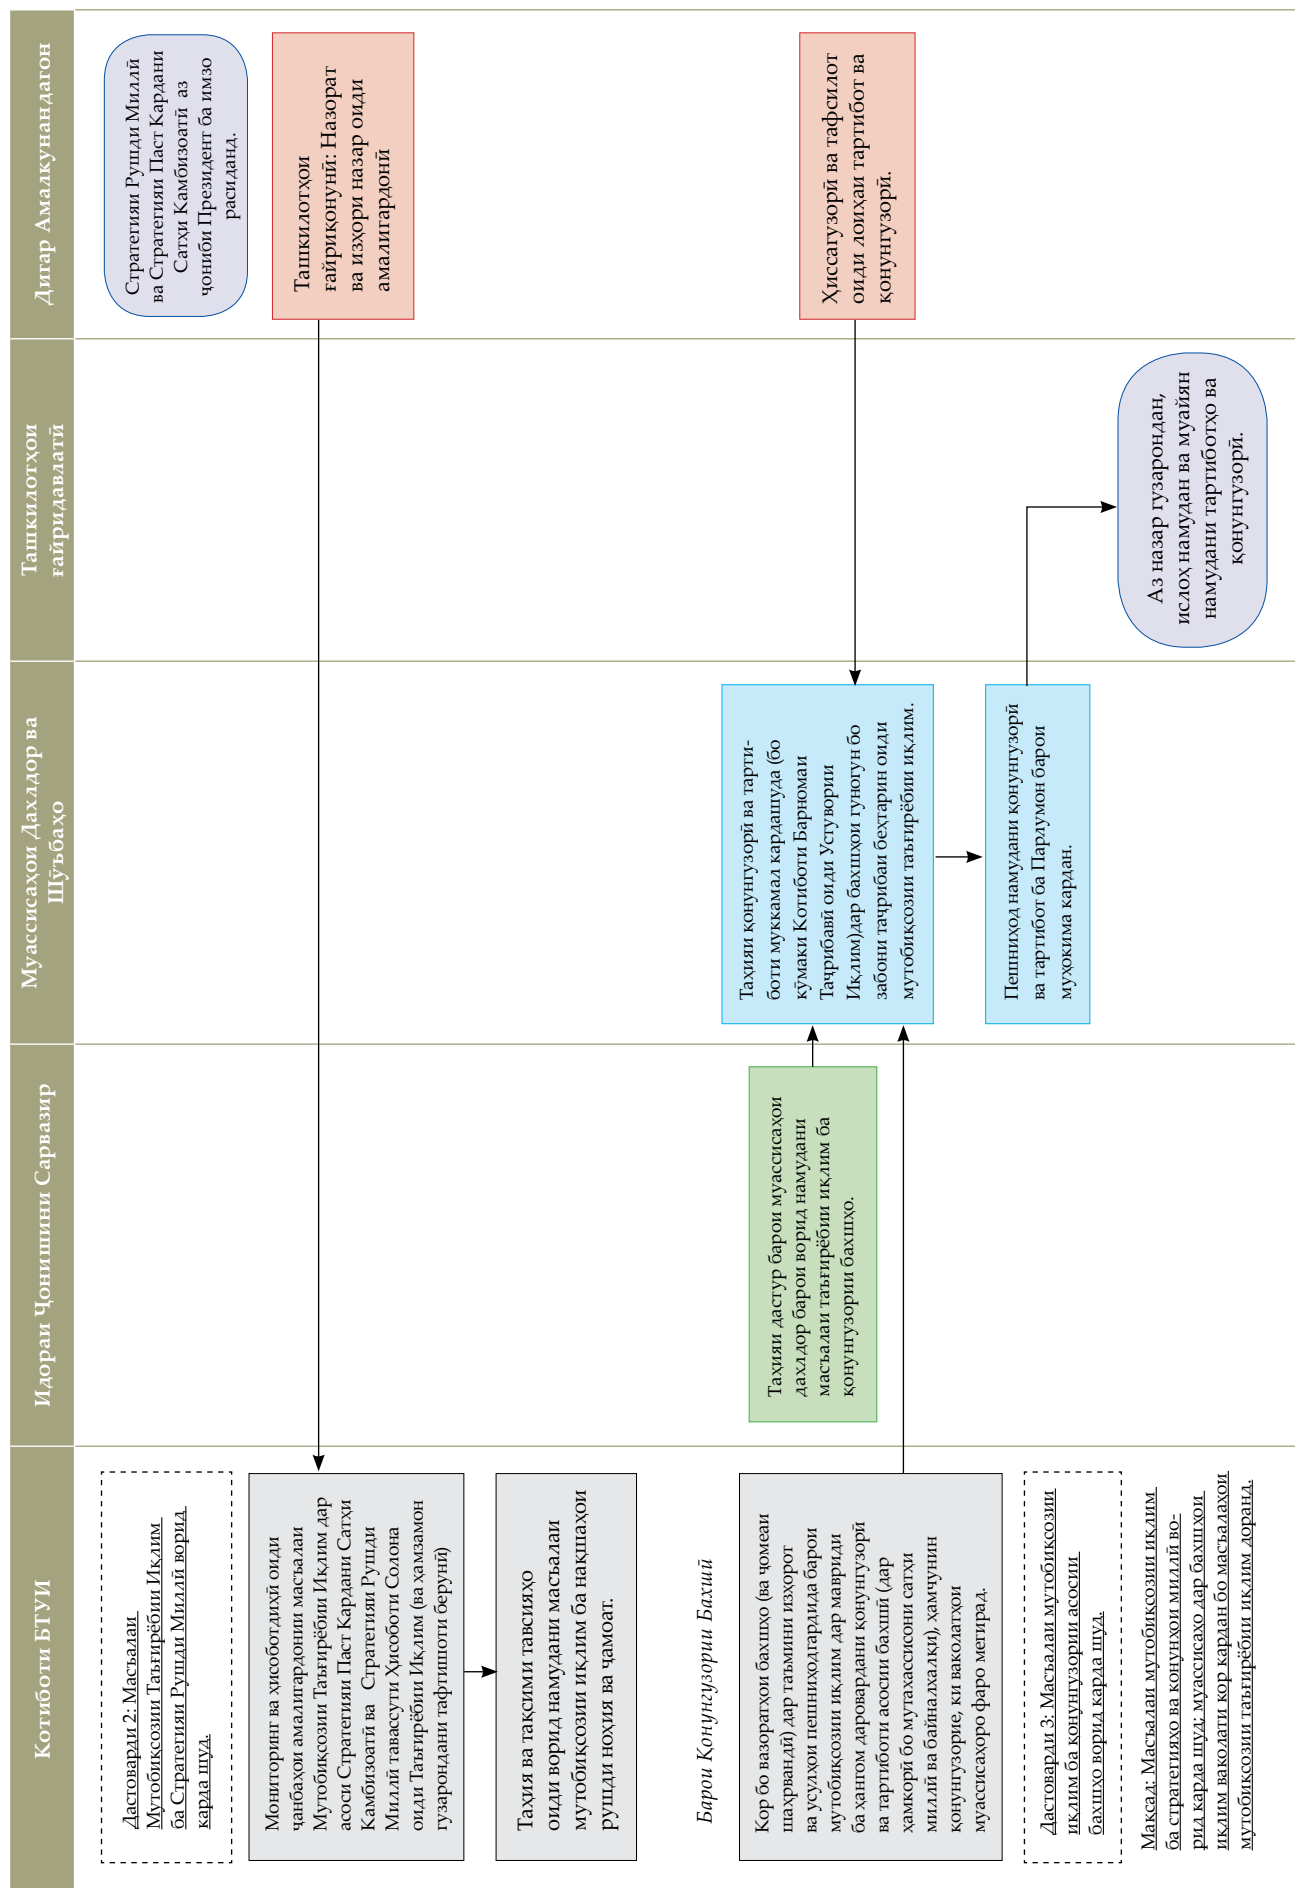 Котиботи БТУИ
Идораи Ҷонишини Сарвазир
Муассисаҳои Дахлдор ва
Шӯъбаҳо
Ташкилотҳои
ғайридавлатӣ
Дигар Амалкунандагон
Дастоварди 2: Масъалаи
Мутобиқсозии Таъғирёбии Иқлим
ба Стратегияи Рушди Миллӣ ворид
карда шуд.
Стратегияи Рушди Миллӣ
ва Стратегияи Паст Кардани
Сатҳи Камбизоатӣ аз
ҷониби Президент ба имзо
расиданд.
Мониторинг ва ҳисоботдиҳӣ оиди
ҷанбаҳои амалигардонии масъалаи
Мутобиқсозии Таъғирёбии Иқлим дар
асоси Стратегияи Паст Кардани Сатҳи
Камбизоатӣ ва Стратегияи Рушди
Миллӣ тавассути Ҳисоботи Солона
оиди Таъғирёбии Иқлим (ва ҳамзамон
гузарондани тафтишоти берунӣ)
Ташкилотҳои
ғайриқонунӣ: Назорат
ва изҳори назар оиди
амалигардонӣ
Таҳия ва тақсими тавсияҳо
оиди ворид намудани масъалаи
мутобиқсозии иқлим ба нақшаҳои
рушди ноҳия ва ҷамоат.
Барои Қонунгузории Бахшӣ
Кор бо вазоратҳои бахшҳо (ва ҷомеаи
шаҳрвандӣ) дар таъмини изҳорот
ва усулҳои пешниҳодгардида барои
мутобиқсозии иқлим дар мавриди
ба ҳангом даровардани қонунгузорӣ
ва тартиботи асосии бахшӣ (дар
ҳамкорӣ бо мутахассисони сатҳи
миллӣ ва байналхалқи), ҳамчунин
қонунгузорие, ки ваколатҳои
муассисаҳоро фаро мегирад.
Таҳияи дастур барои муассисаҳои
дахлдор барои ворид намудани
масъалаи таъғирёбии иқлим ба
қонунгузории бахшҳо.
Таҳияи қонунгузорӣ ва тарти-
боти муккамал кардашуда (бо
кӯмаки Котиботи Барномаи
Таҷрибавӣ оиди Устувории
Иқлим)дар бахшҳои гуногун бо
забони таҷрибаи беҳтарин оиди
мутобиқсозии таъғирёбии иқлим.
Ҳиссагузорӣ ва тафсилот
оиди лоиҳаи тартибот ва
қонунгузорӣ.
Пешниҳод намудани қонунгузорӣ
ва тартибот ба Парлумон барои
муҳокима кардан.
Аз назар гузарондан,
ислоҳ намудан ва муайян
намудани тартиботҳо ва
қонунгузорӣ.
Дастоварди 3: Масъалаи мутобиқсозии
иқлим ба қонунгузории асосии
бахшҳо ворид карда шуд.
Мақсад: Масъалаи мутобиқсозии иқлим
ба стратегияҳо ва қонунҳои миллӣ во-
рид карда шуд; муассисаҳо дар бахшҳои
иқлим ваколати кор кардан бо масъалаҳои
мутобиқсозии таъғирёбии иқлим доранд.